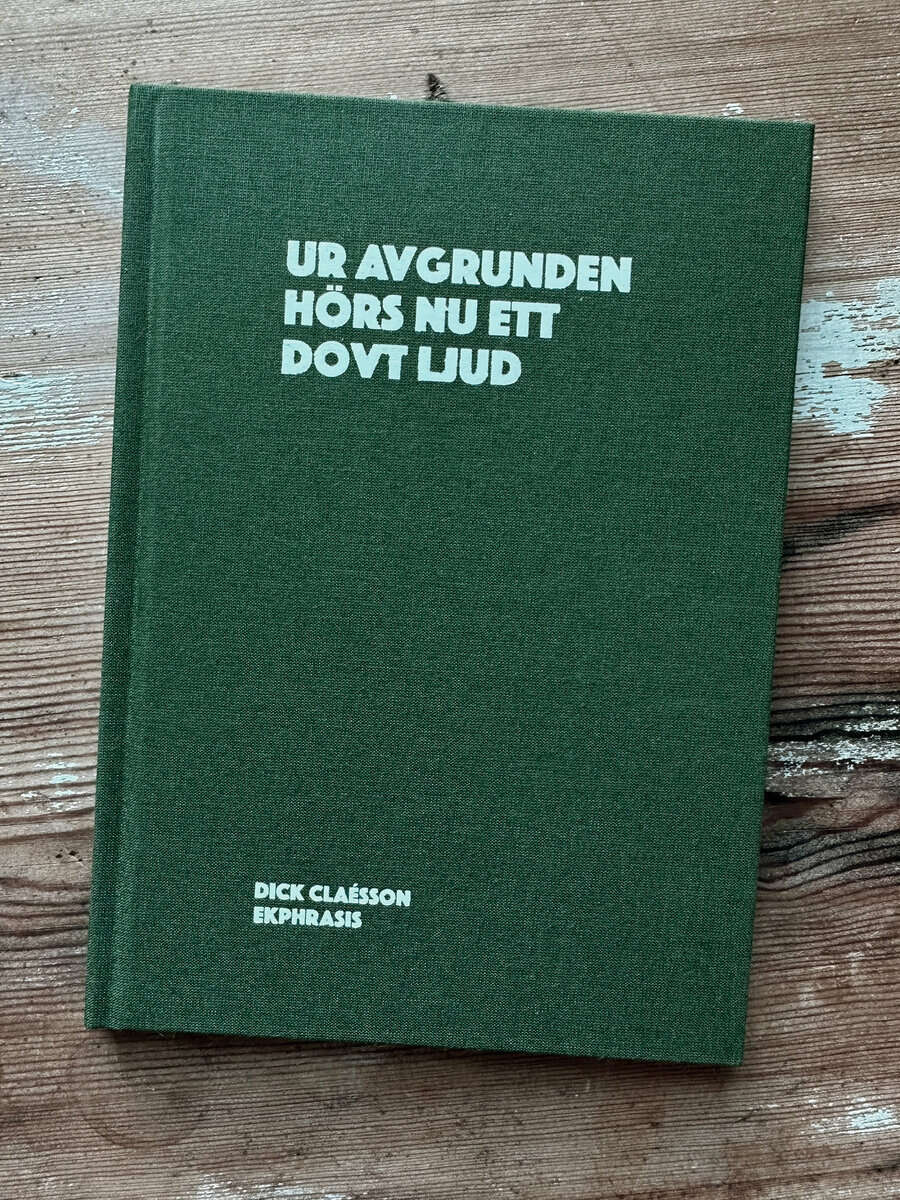 UR AVGRUNDEN
HÖRS NU ETT
DOVT LJUD
DICK CLAÉSSON
EKPHRASIS